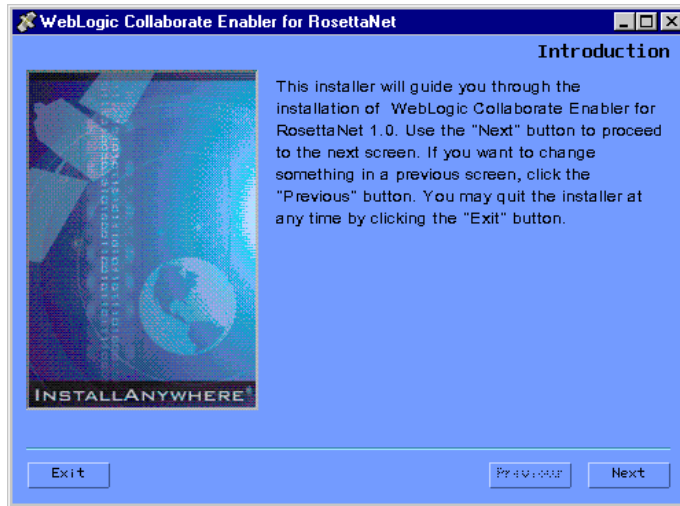 WebLogic Collaborate Enabler for RosettaNet
Introduction
This installer will guide you through the
installation of WebLogic Collaborate Enabler for
RosettaNet 1.0. Use the "Next" button to proceed
to the next screen. If you want to change
something in a previous screen, click the
"Previous" button. You may quit the installer at
any time by clicking the "Exit" button.
INSTALLANYWHERE
Exit
Previous
Next